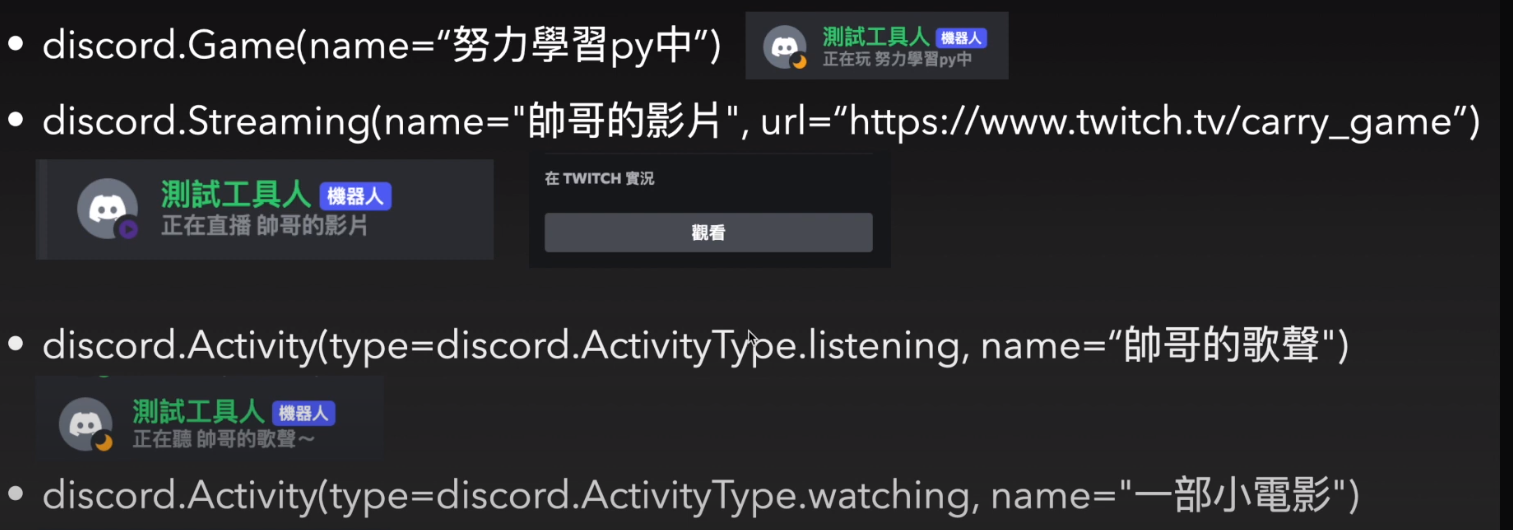 • discord.Game(name=“努力學習py中”)
測試工具人 機器人
正在玩 努力學習py中
• discord.Streaming(name="帥哥的影片", url=“https://www.twitch.tv/carry_game”)
測試工具人 機器人
正在直播 帥哥的影片
在 TWITCH 實況
觀看
• discord.Activity(type=discord.ActivityType.listening, name=“帥哥的歌聲")
測試工具人 機器人
正在聽 帥哥的歌聲～
• discord.Activity(type=discord.ActivityType.watching, name="一部小電影")